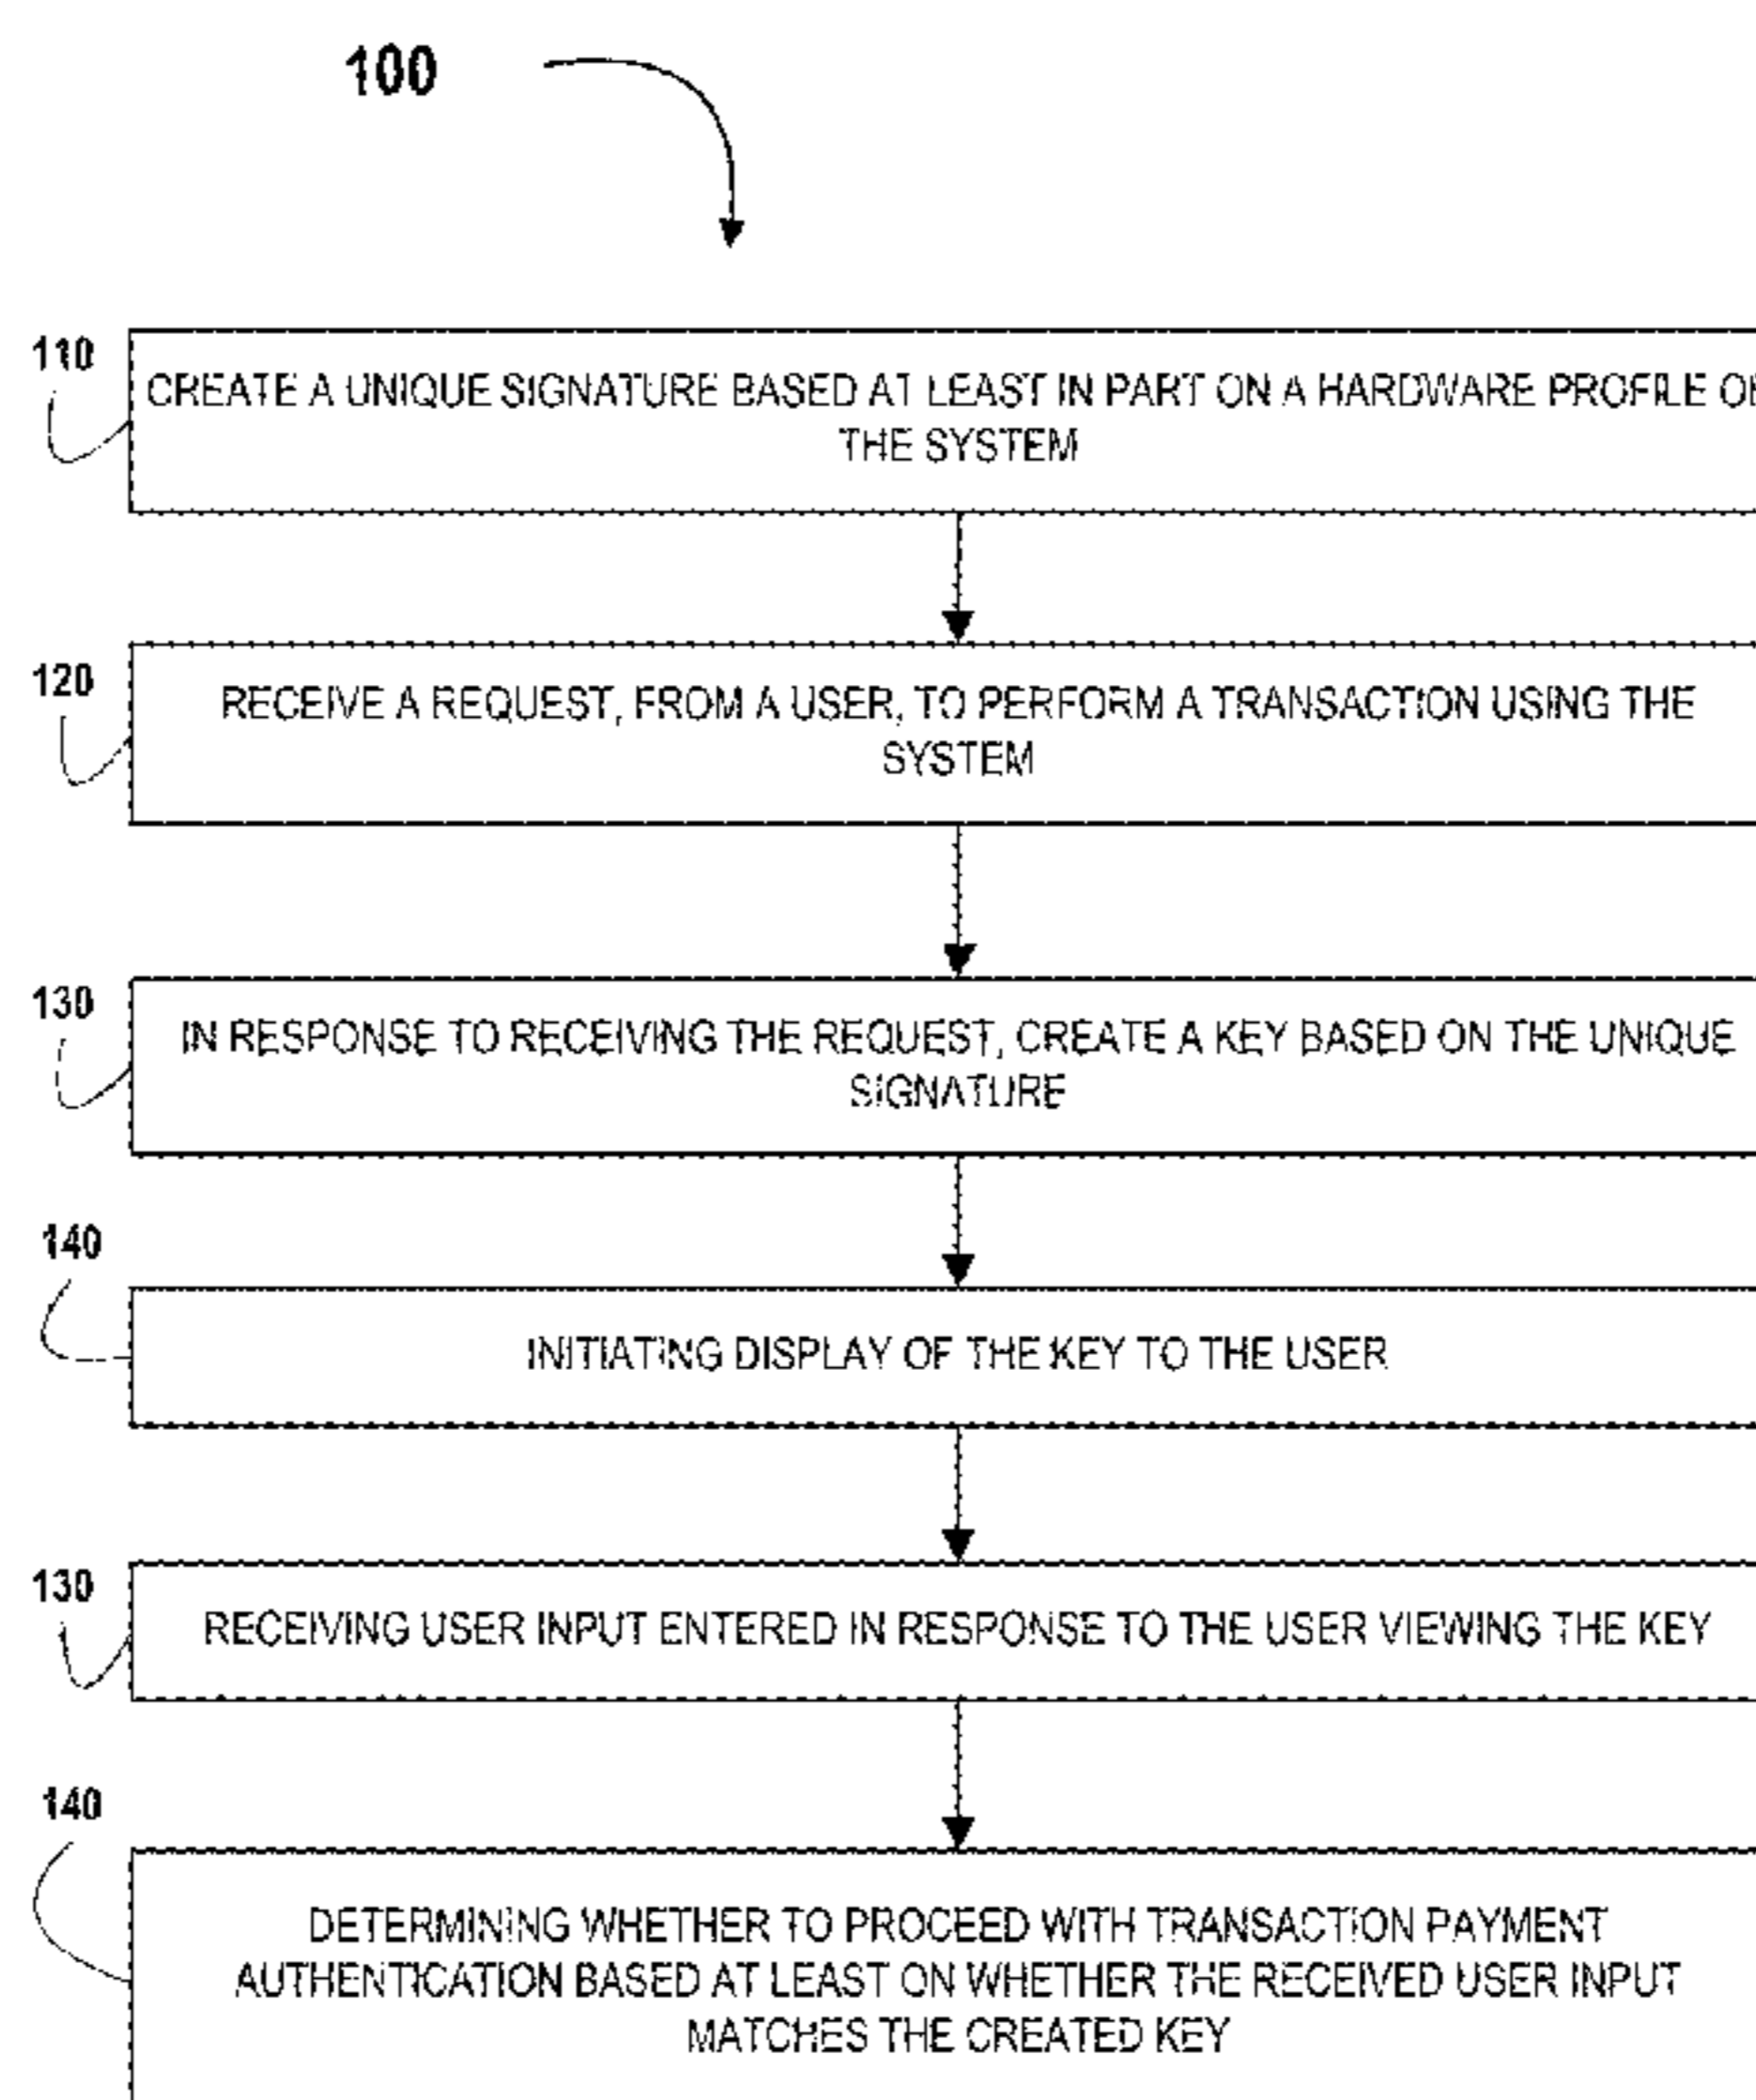 100
110
CREATE A UNIQUE SIGNATURE BASED AT LEAST IN PART ON A HARDWARE PROFILE
THE SYSTEM
120
RECEIVE A REQUEST, FROM A USER, TO PERFORM A TRANSACTION USING THE
SYSTEM
130
IN RESPONSE TO RECEIVING THE REQUEST, CREATE A KEY BASED ON THE UNIQUE
SIGNATURE
140
INITIATING DISPLAY OF THE KEY TO THE USER
130
RECEIVING USER INPUT ENTERED IN RESPONSE TO THE USER VIEWING THE KEY
140
DETERMINING WHETHER TO PROCEED WITH TRANSACTION PAYMENT
AUTHENTICATION BASED AT LEAST ON WHETHER THE RECEIVED USER INPUT
MATCHES THE CREATED KEY